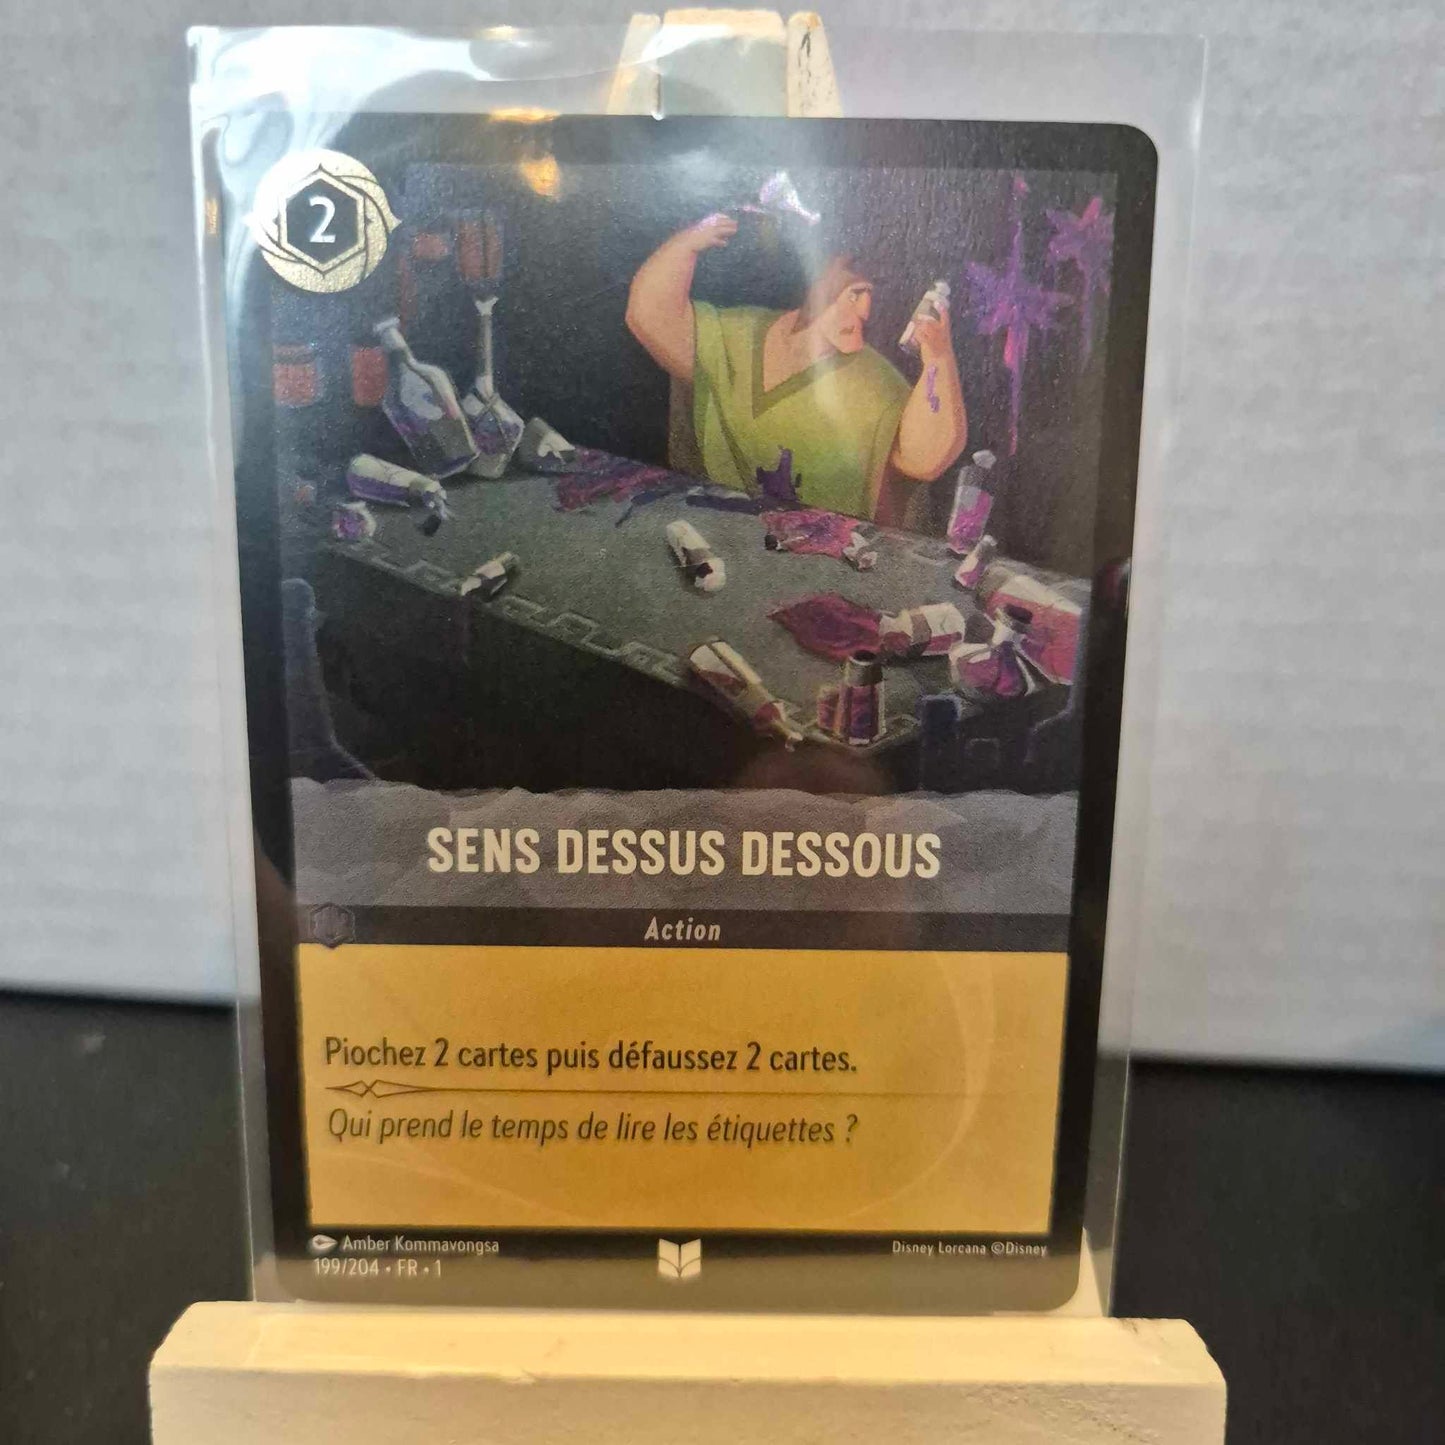 2
SENS DESSUS DESSOUS
Action
Piochez 2 cartes puis défaussez 2 cartes.
Qui prend le temps de lire les étiquettes ?
Amber Kommavongsa
Disney Lorcana ©Disney
199/204 • FR • 1